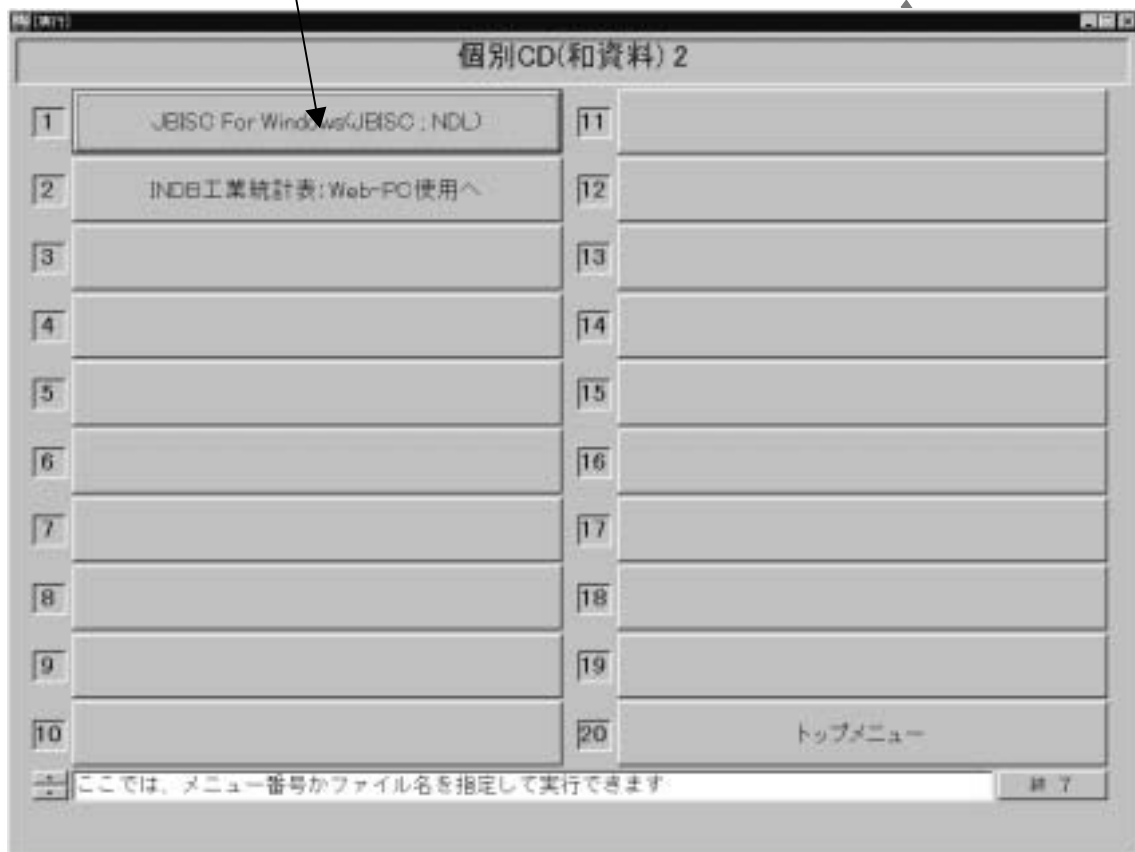 (実行)
個別CD(和資料) 2
1 JBISC For Windows(JBISC ; NDL)
2 INDB工業統計表:Web-PC使用へ
3
4
5
6
7
8
9
10
11
12
13
14
15
16
17
18
19
20 トップメニュー
ここでは、メニュー番号かファイル名を指定して実行できます
終 了